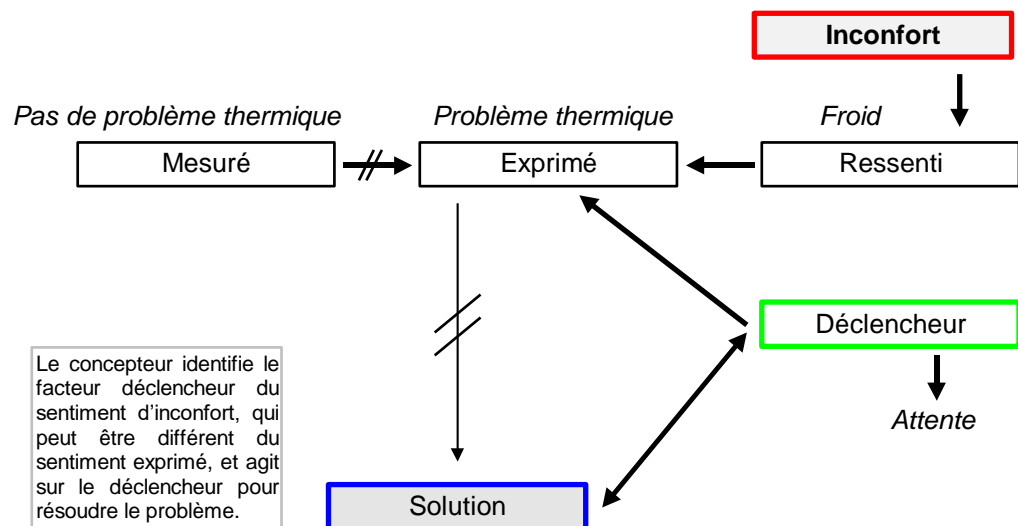 Inconfort
Pas de problème thermique
Problème thermique
Froid
Mesuré
Exprimé
Ressenti
Déclencheur
Le concepteur identifie le
facteur déclencheur du
sentiment d'inconfort, qui
peut être différent du
sentiment exprimé, et agit
sur le déclencheur pour
résoudre le problème.
Attente
Solution